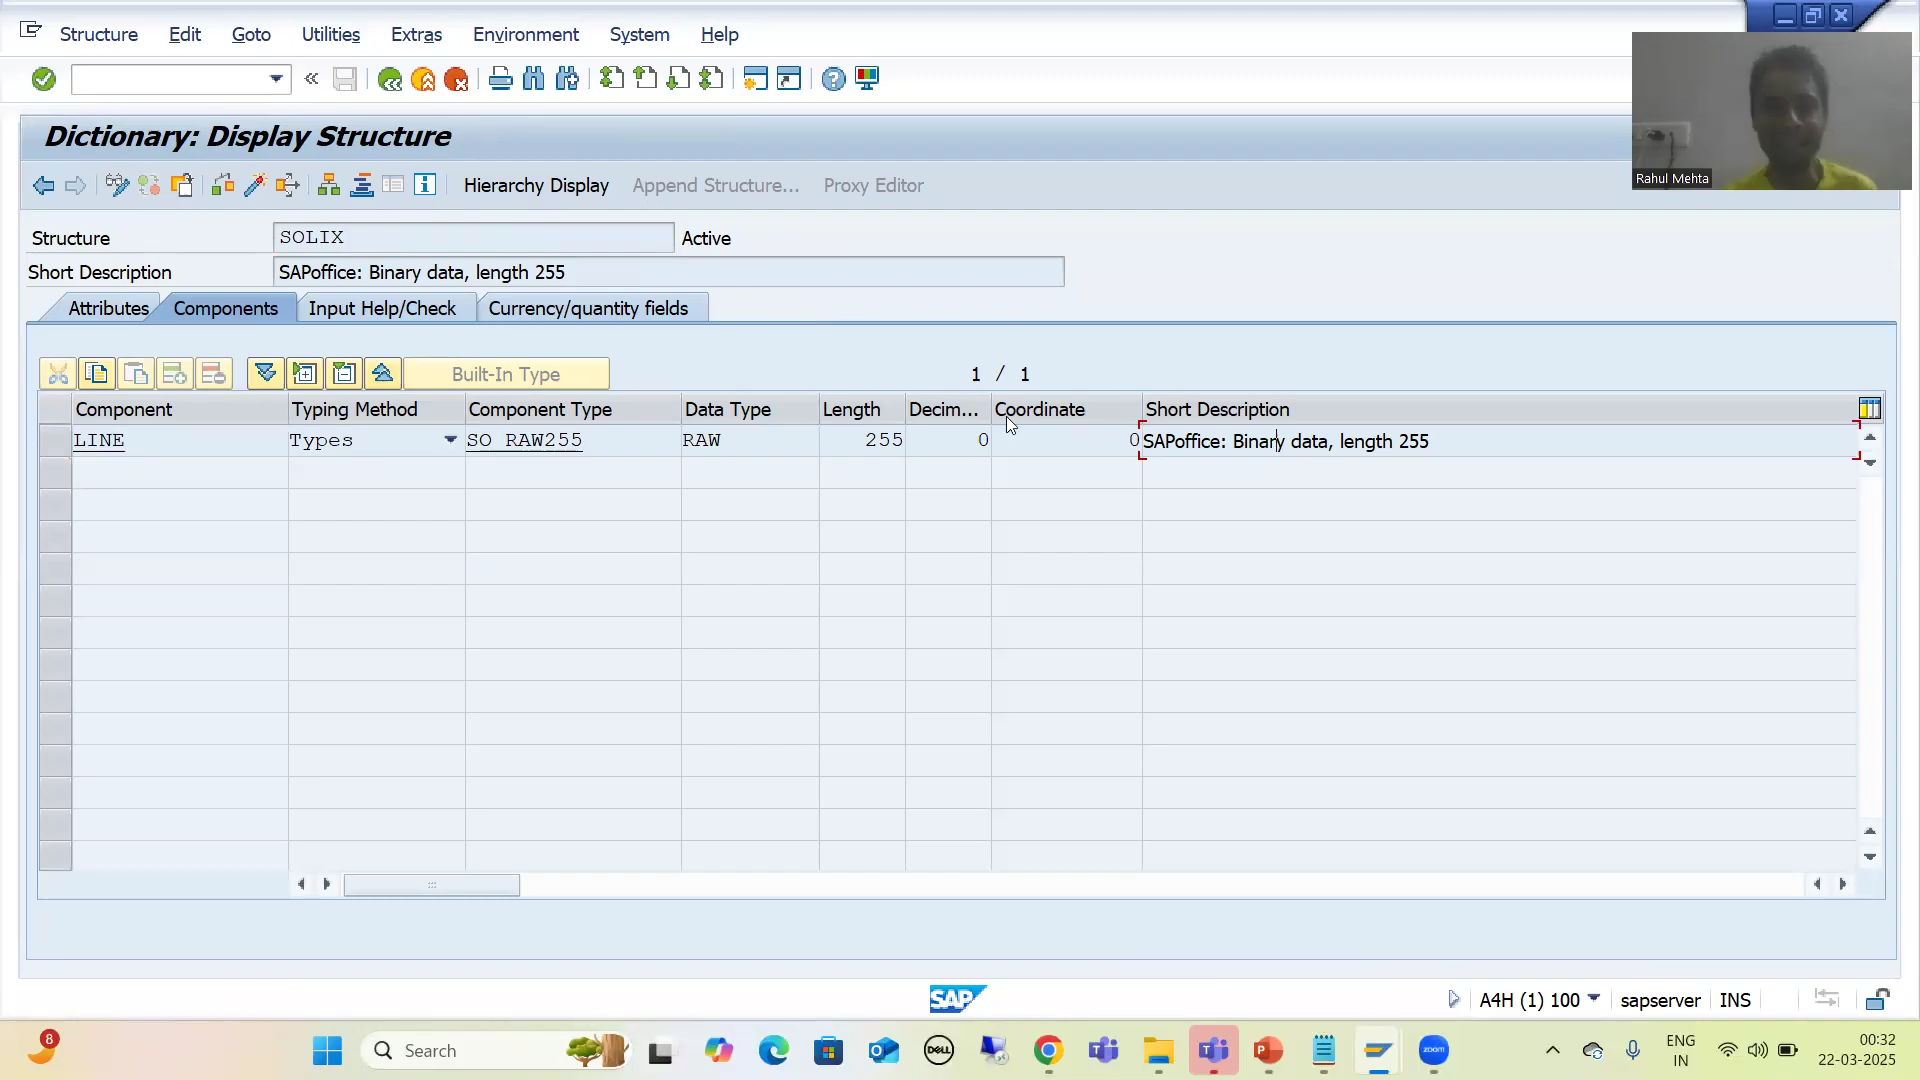 Structure Edit Goto Utilities Extras Environment System Help
Dictionary: Display Structure
Hierarchy Display Append Structure... Proxy Editor
Rahul Mehta
Structure SOLIX Active
Short Description SAPoffice: Binary data, length 255
Attributes Components Input Help/Check Currency/quantity fields
Built-In Type 1 / 1
Component Typing Method Component Type Data Type Length Decim... Coordinate Short Description
LINE Types SO_RAW255 RAW 255 0 0 SAPoffice: Binary data, length 255
SAP A4H (1) 100 sapserver INS
8 Search DELL zoom ENG 00:32
IN 22-03-2025